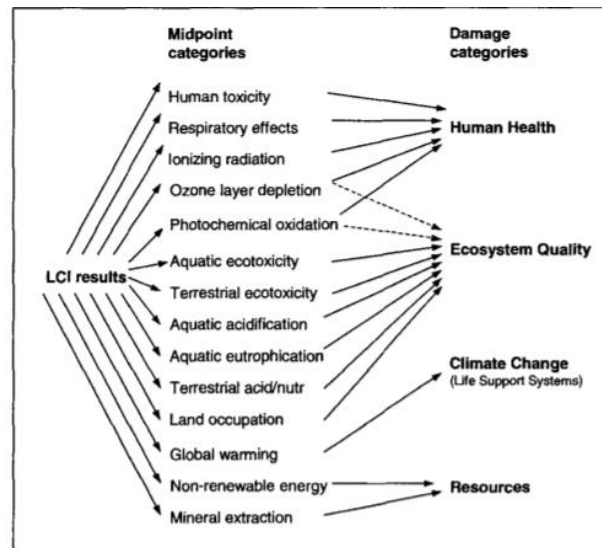 Midpoint
categories
Damage
categories
Human toxicity
Respiratory effects
Human Health
Ionizing radiation
Ozone layer depletion
Photochemical oxidation
Ecosystem Quality
Aquatic ecotoxicity
LCI results
Terrestrial ecotoxicity
Aquatic acidification
Aquatic eutrophication
Climate Change
(Life Support Systems)
Terrestrial acid/nutr
Land occupation
Global warming
Non-renewable energy
Resources
Mineral extraction